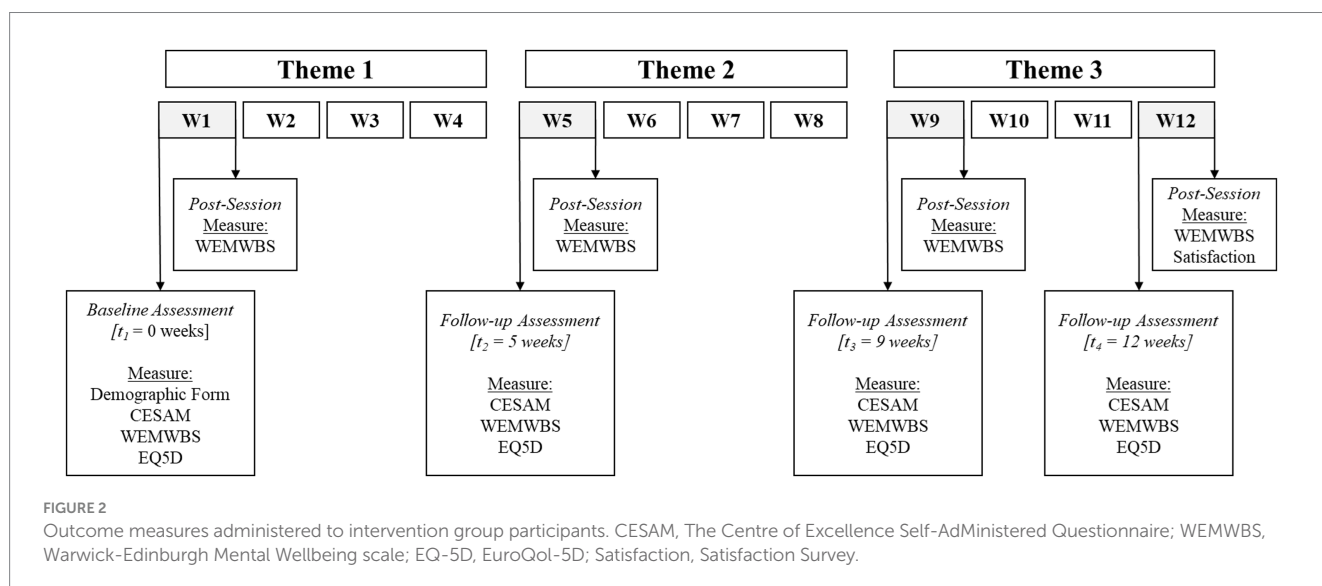 Theme 1
Theme 2
Theme 3
W1
W2
W3
W4
W5
W6
W7
W8
W9
W10
W11
W12
Post-Session
Measure:
WEMWBS
Post-Session
Measure:
WEMWBS
Post-Session
Measure:
WEMWBS
Post-Session
Measure:
WEMWBS
Satisfaction
Baseline Assessment
[t1 = 0 weeks]
Measure:
Demographic Form
CESAM
WEMWBS
EQ5D
Follow-up Assessment
[t2 = 5 weeks]
Measure:
CESAM
WEMWBS
EQ5D
Follow-up Assessment
[t3 = 9 weeks]
Measure:
CESAM
WEMWBS
EQ5D
Follow-up Assessment
[t4 = 12 weeks]
Measure:
CESAM
WEMWBS
EQ5D
FIGURE 2
Outcome measures administered to intervention group participants. CESAM, The Centre of Excellence Self-AdMinistered Questionnaire; WEMWBS,
Warwick-Edinburgh Mental Wellbeing scale; EQ-5D, EuroQol-5D; Satisfaction, Satisfaction Survey.